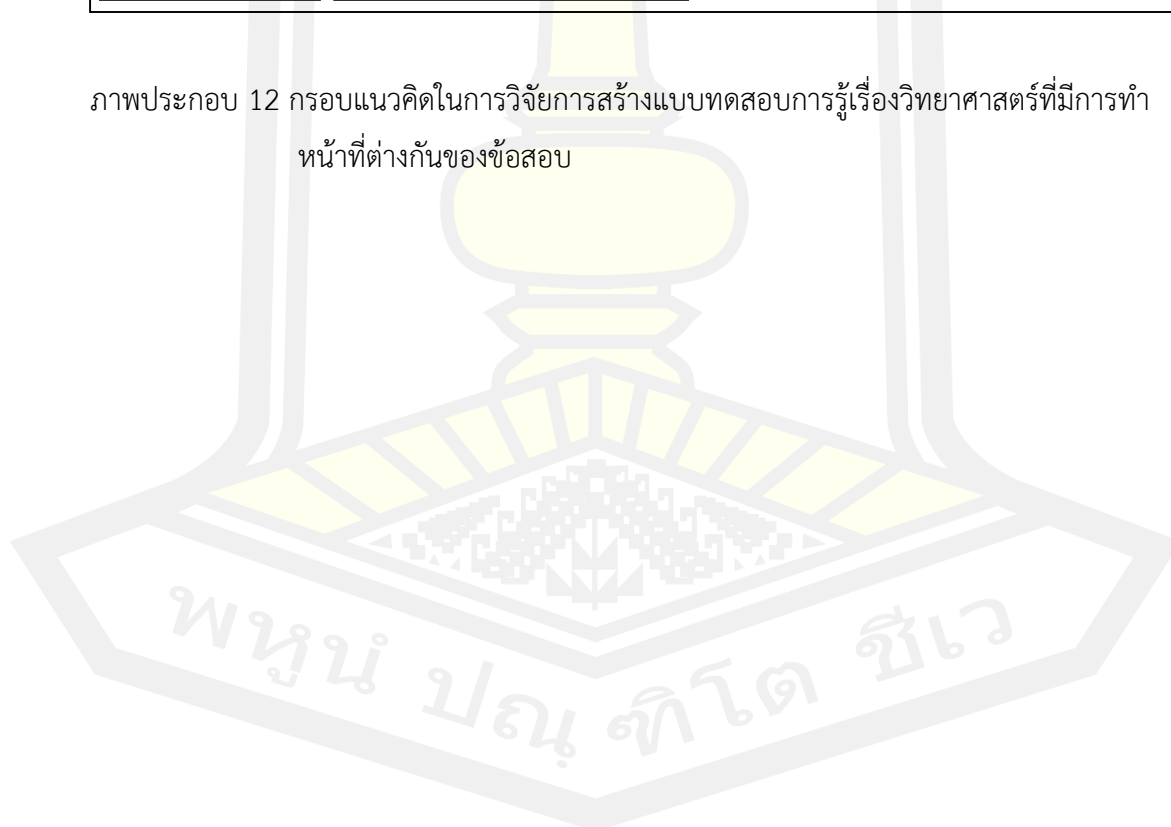 ภาพประกอบ 12 กรอบแนวคิดในการวิจัยการสร้างแบบทดสอบการรู้เรื่องวิทยาศาสตร์ที่มีการทำ
หน้าที่ต่างกันของข้อสอบ
พหูนํ ปณฺฑิโต ชีเว